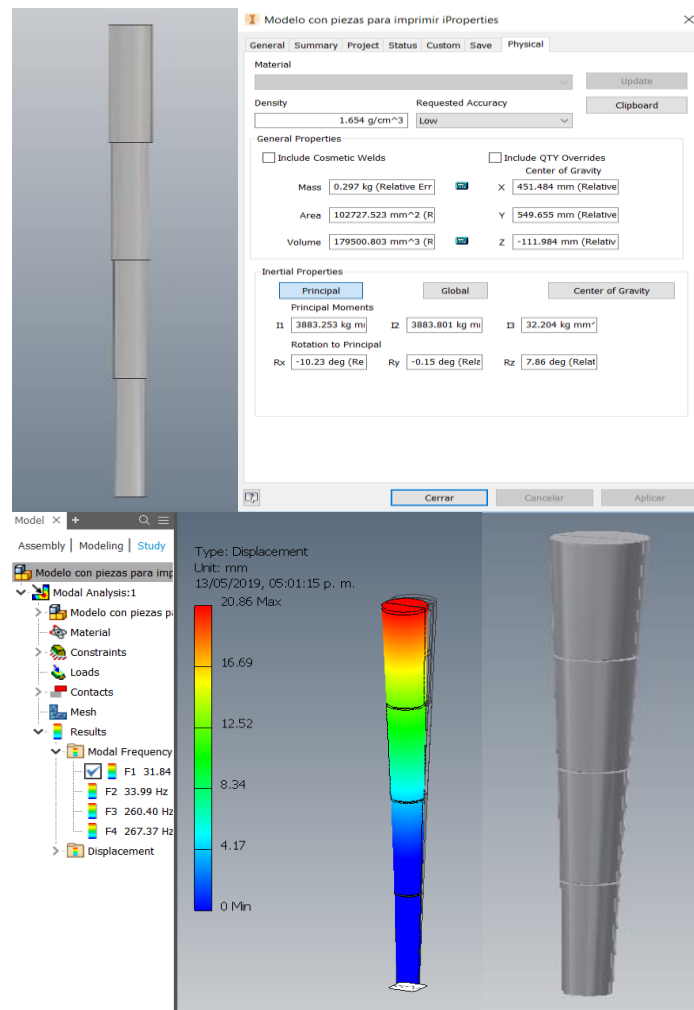 Modelo con piezas para imprimir iProperties
General Summary Project Status Custom Save Physical
Material
Update
Density Requested Accuracy
Clipboard
1.654 g/cm^3 Low
General Properties
Include Cosmetic Welds Include QTY Overrides
Center of Gravity
Mass 0.297 kg (Relative Err X 451.484 mm (Relative
Area 102727.523 mm^2 (R Y 549.655 mm (Relative
Volume 179500.803 mm^3 (R Z -111.984 mm (Relativ
Inertial Properties
Principal Global Center of Gravity
Principal Moments
I1 3883.253 kg m I2 3883.801 kg m I3 32.204 kg mm^
Rotation to Principal
Rx -10.23 deg (Re Ry -0.15 deg (Rela Rz 7.86 deg (Relat
Cerrar Cancelar Aplicar
Model
Assembly | Modeling | Study
Modelo con piezas para imp
Modal Analysis:1
Modelo con piezas p
Material
Constraints
Loads
Contacts
Mesh
Results
Modal Frequency
F1 31.84
F2 33.99 Hz
F3 260.40 Hz
F4 267.37 Hz
Displacement
Type: Displacement
Unit: mm
13/05/2019, 05:01:15 p. m.
20.86 Max
16.69
12.52
8.34
4.17
0 Min